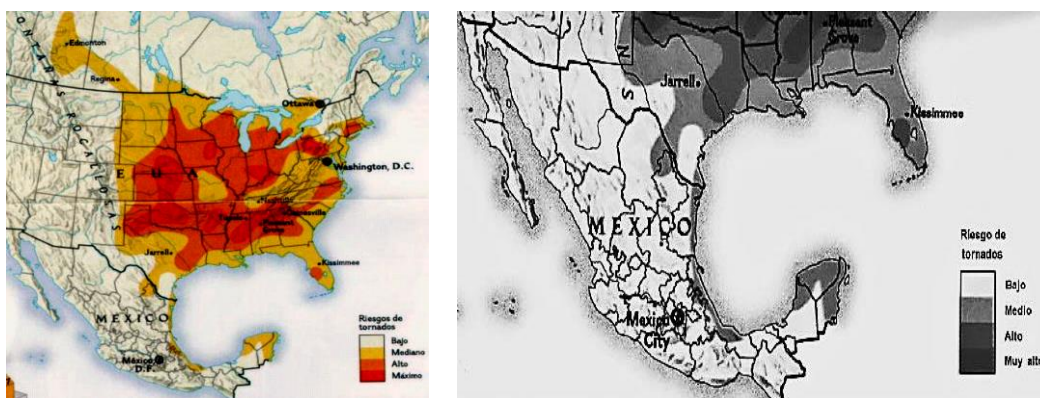 Edmonton
Regina
Ottawa
Washington, D.C.
E U A
Jarrell
Kissimmee
MEXICO
México
D.F.
Riesgos de
tornados
Bajo
Mediano
Alto
Máximo
Pleasant
Grove
N
S
Jarrell
Kissimmee
MEXICO
Mexico
City
Riesgo de
tornados
Bajo
Medio
Alto
Muy alto